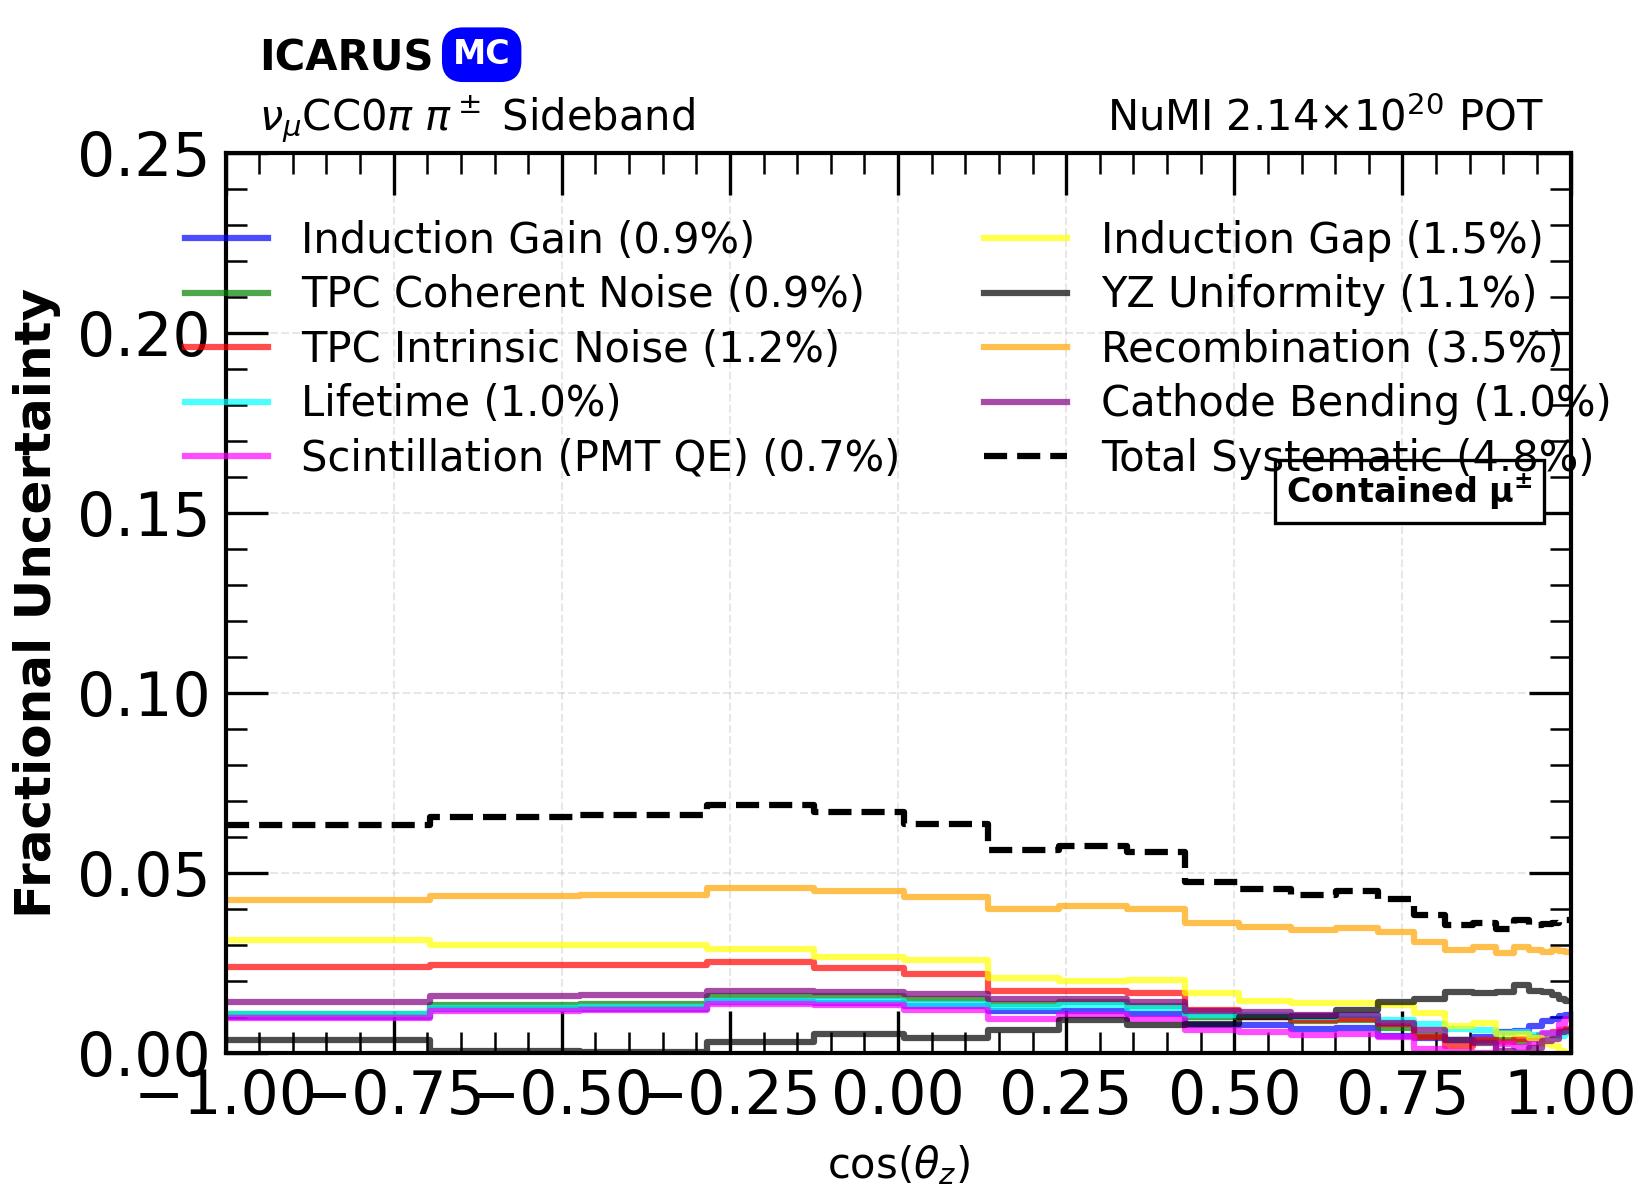 ICARUS MC
νμCC0π π± Sideband
NuMI 2.14×10²⁰ POT
Fractional Uncertainty
0.25
0.20
0.15
0.10
0.05
0.00
Induction Gain (0.9%)
TPC Coherent Noise (0.9%)
TPC Intrinsic Noise (1.2%)
Lifetime (1.0%)
Scintillation (PMT QE) (0.7%)
Induction Gap (1.5%)
YZ Uniformity (1.1%)
Recombination (3.5%)
Cathode Bending (1.0%)
Total Systematic (4.8%)
Contained μ±
−1.00 −0.75 −0.50 −0.25 0.00 0.25 0.50 0.75 1.00
cos(θz)